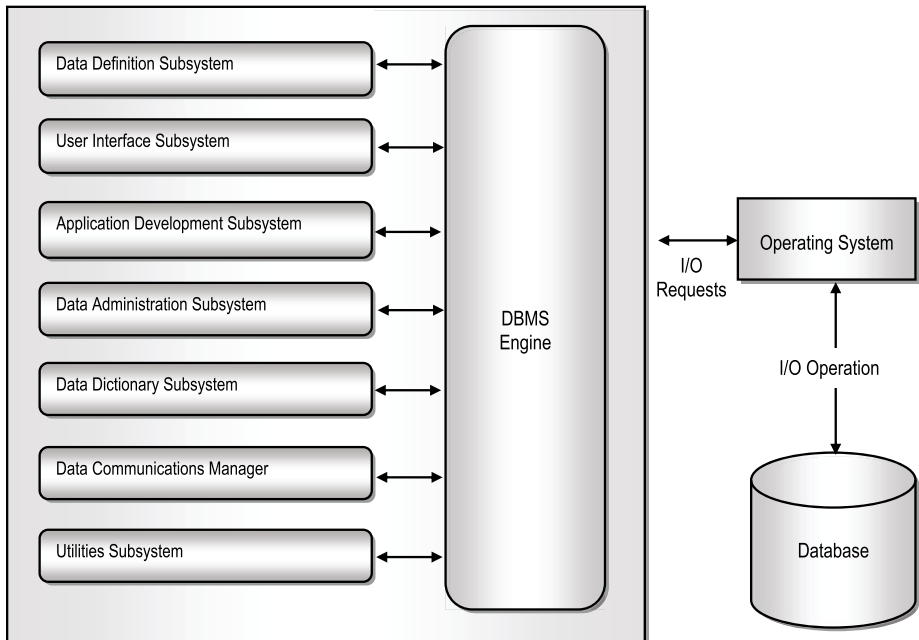 Data Definition Subsystem
User Interface Subsystem
Application Development Subsystem
Data Administration Subsystem
Data Dictionary Subsystem
Data Communications Manager
Utilities Subsystem
DBMS
Engine
I/O
Requests
Operating System
I/O Operation
Database